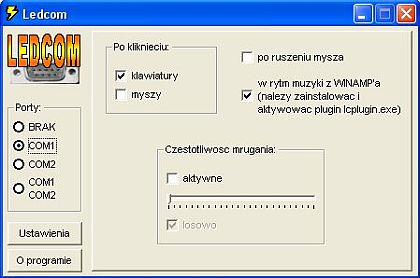 Ledcom
LEDCOM
Po kliknieciu:
klawiatury
myszy
po ruszeniu mysza
w rytm muzyki z WINAMP'a
(nalezy zainstalowac i
aktywowac plugin lcplugin.exe)
Porty:
BRAK
COM1
COM2
COM1
COM2
Czestotliwosc mrugania:
aktywne
losowo
Ustawienia
O programie